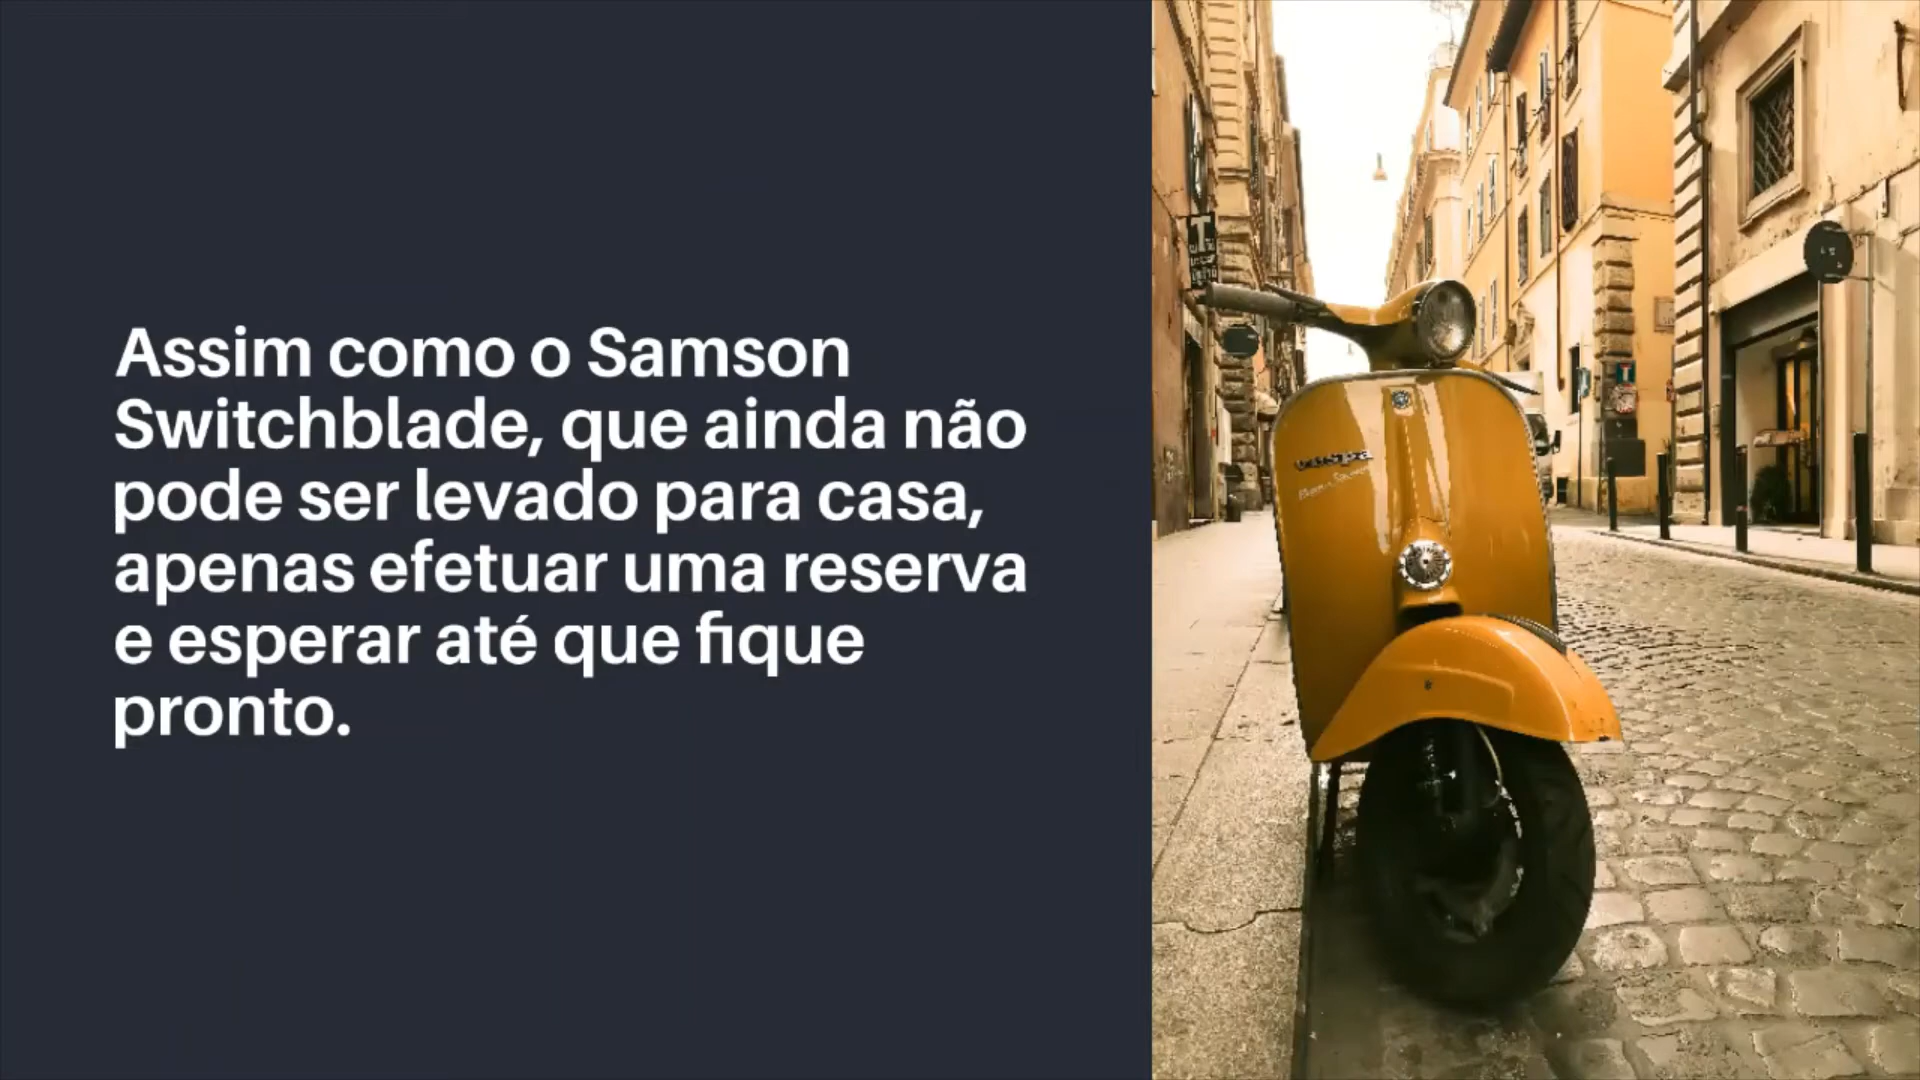 Assim como o Samson
Switchblade, que ainda não
pode ser levado para casa,
apenas efetuar uma reserva
e esperar até que fique
pronto.
vespa
T